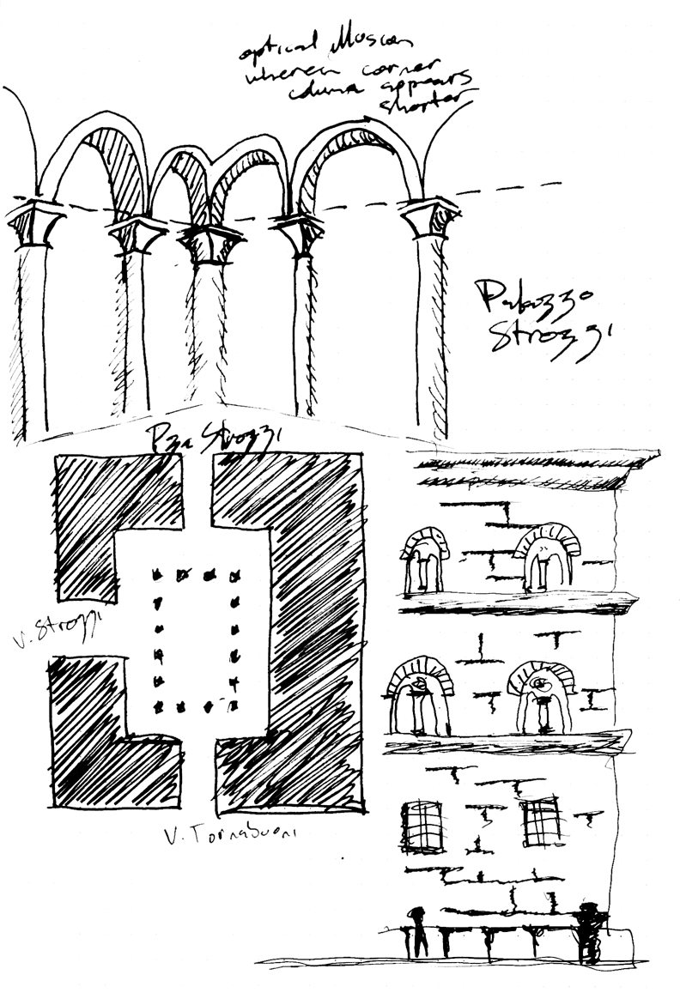 optical illusion
wherein corner
column appears
shorter
Palazzo
Strozzi
Pza Strozzi
V. Strozzi
V. Tornabuoni